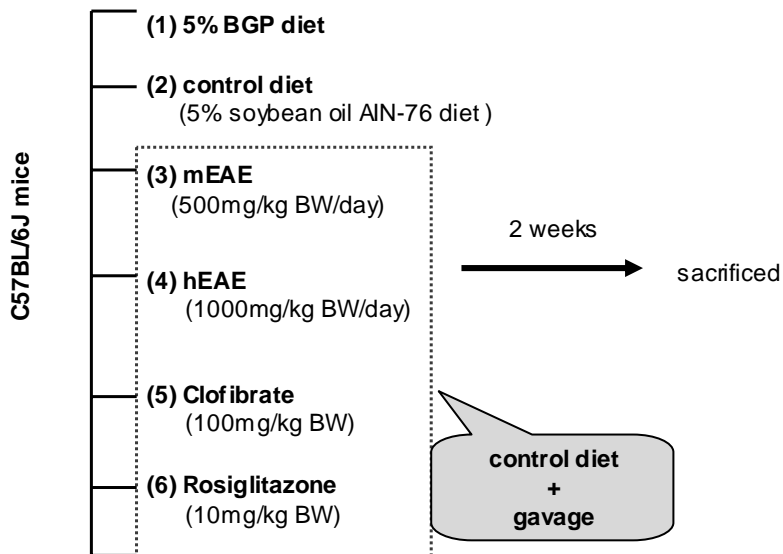 C57BL/6J mice
(1) 5% BGP diet
(2) control diet
(5% soybean oil AIN-76 diet )
(3) mEAE
(500mg/kg BW/day)
(4) hEAE
(1000mg/kg BW/day)
(5) Clofibrate
(100mg/kg BW)
(6) Rosiglitazone
(10mg/kg BW)
2 weeks
sacrificed
control diet
+
gavage